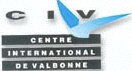 CIV
CENTRE
INTERNATIONAL
DE VALBONNE